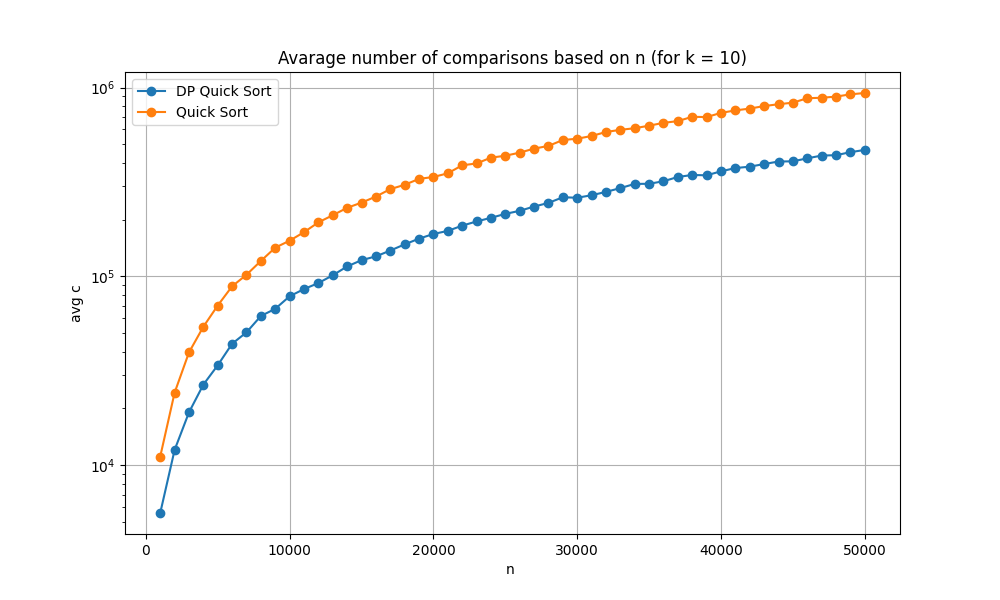 Avarage number of comparisons based on n (for k = 10)
DP Quick Sort
Quick Sort
avg c
10⁶
10⁵
10⁴
0 10000 20000 30000 40000 50000
n